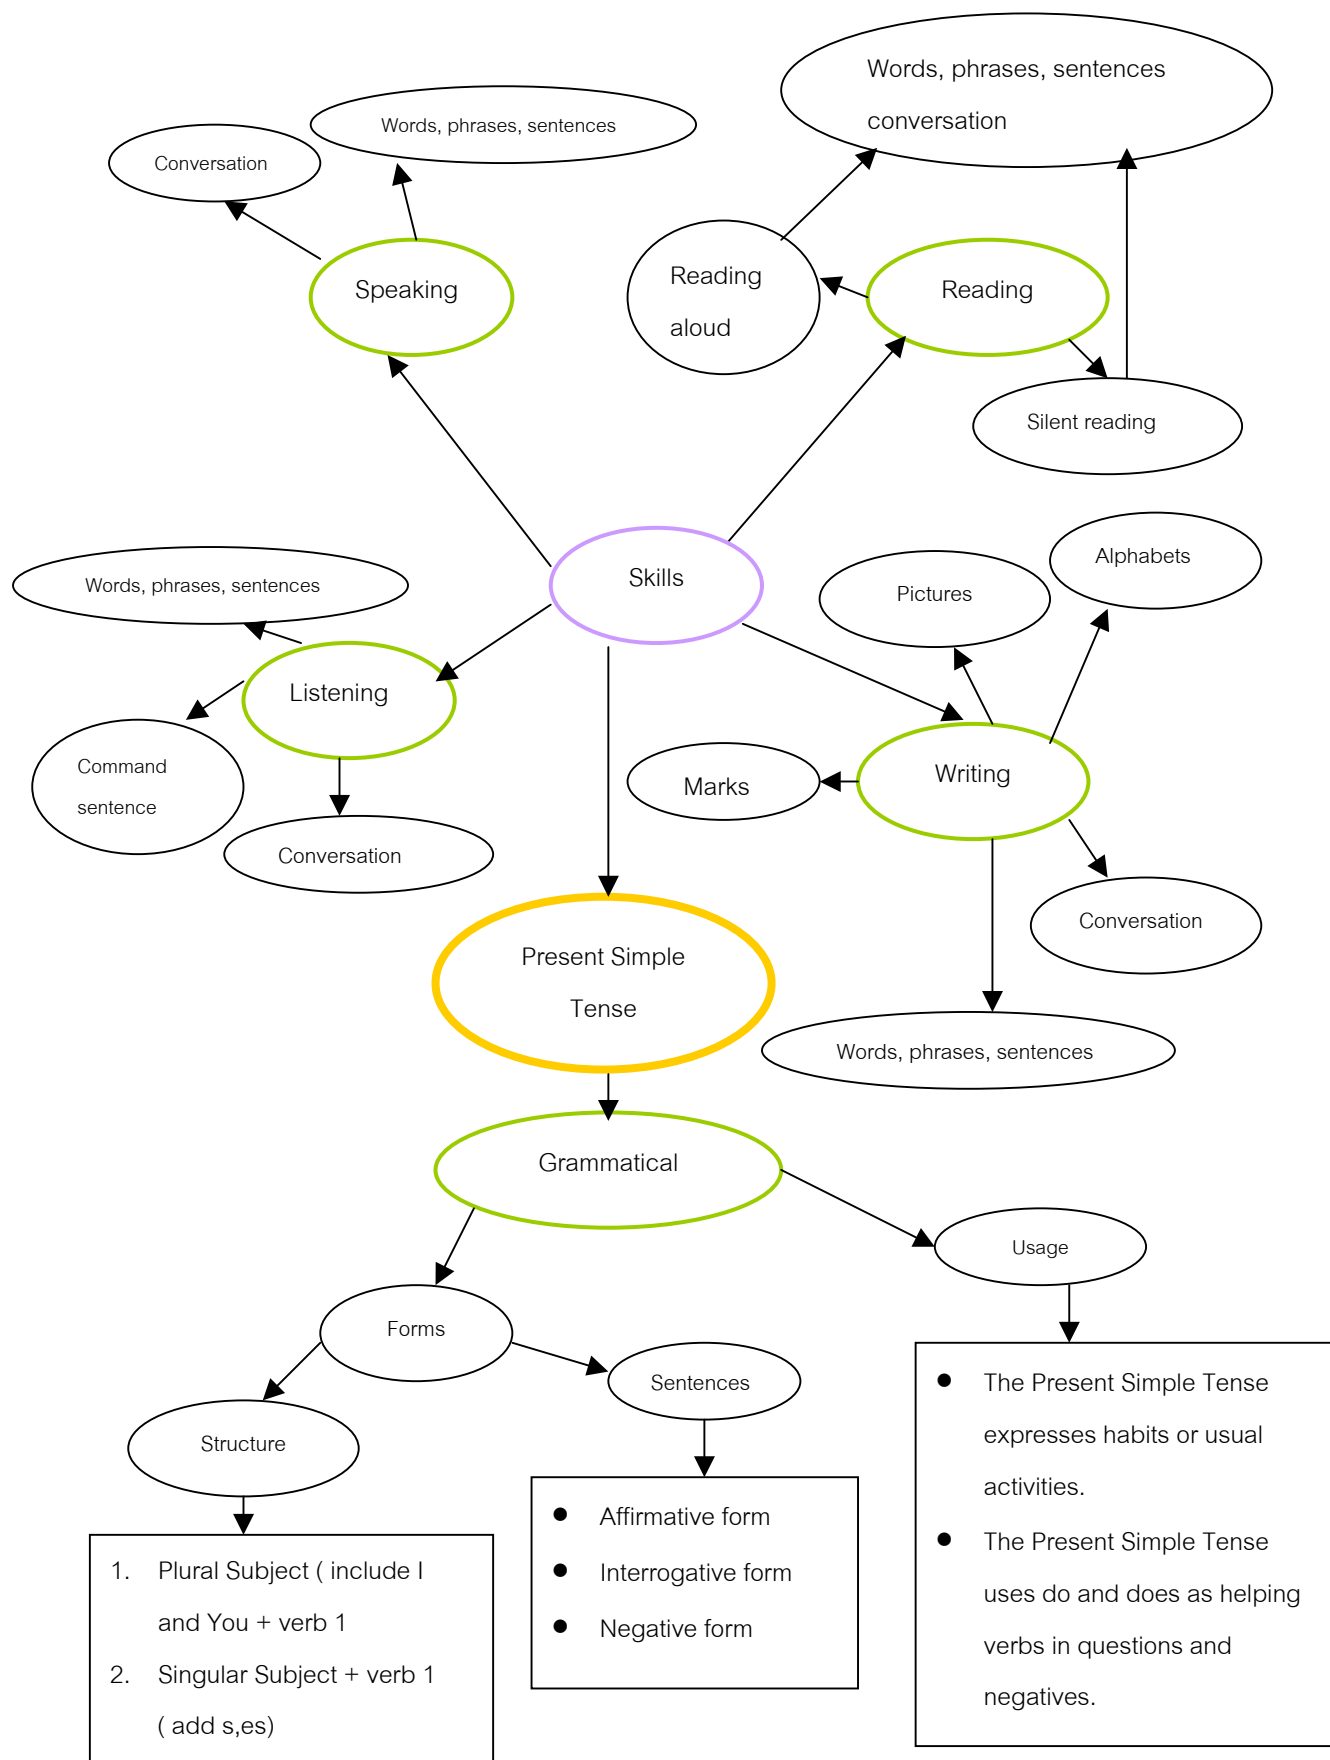 Words, phrases, sentences
conversation
Words, phrases, sentences
Conversation
Speaking
Reading
aloud
Reading
Silent reading
Skills
Alphabets
Pictures
Words, phrases, sentences
Listening
Command
sentence
Conversation
Marks
Writing
Conversation
Words, phrases, sentences
Present Simple
Tense
Grammatical
Usage
Forms
Sentences
Structure
● The Present Simple Tense
expresses habits or usual
activities.
● The Present Simple Tense
uses do and does as helping
verbs in questions and
negatives.
● Affirmative form
● Interrogative form
● Negative form
1. Plural Subject ( include I
and You + verb 1
2. Singular Subject + verb 1
( add s,es)